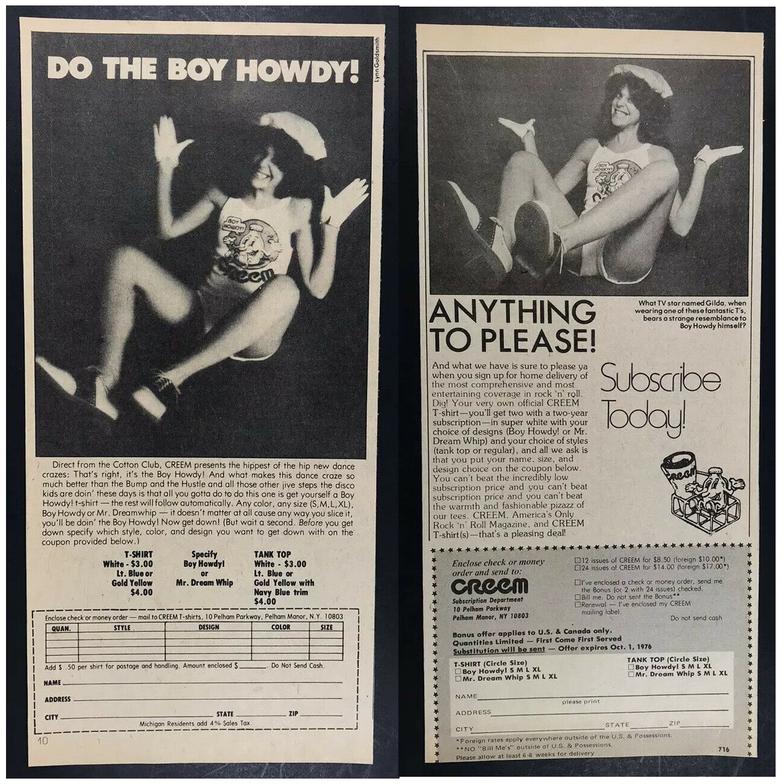 DO THE BOY HOWDY!
Lynn Goldsmith
BOY HOWDY!
CREEM
Direct from the Cotton Club, CREEM presents the hippest of the hip new dance
crazes: That's right, it's the Boy Howdy! And what makes this dance craze so
much better than the Bump and the Hustle and all those other jive steps the disco
kids are doin' these days is that all you gotta do to do this one is get yourself a Boy
Howdy! t-shirt — the rest will follow automatically. Any color, any size (S,M,L,XL),
Boy Howdy or Mr. Dreamwhip — it doesn't matter at all cause any way you slice it,
you'll be doin' the Boy Howdy! Now get down! (But wait a second. Before you get
down specify which style, color, and design you want to get down with on the
coupon provided below.)
T-SHIRT
White - $3.00
Lt. Blue or
Gold Yellow
$4.00
Specify
Boy Howdy!
or
Mr. Dream Whip
TANK TOP
White - $3.00
Lt. Blue or
Gold Yellow with
Navy Blue trim
$4.00
Enclose check or money order — mail to CREEM T-shirts, 10 Pelham Parkway, Pelham Manor, N.Y. 10803
QUAN. STYLE DESIGN COLOR SIZE
Add $ .50 per shirt for postage and handling. Amount enclosed $ Do Not Send Cash.
NAME
ADDRESS
CITY STATE ZIP
Michigan Residents add 4% Sales Tax.
10
BOY HOWDY!
ANYTHING
TO PLEASE!
What TV star named Gilda, when
wearing one of these fantastic T's,
bears a strange resemblance to
Boy Howdy himself?
And what we have is sure to please ya
when you sign up for home delivery of
the most comprehensive and most
entertaining coverage in rock 'n' roll.
Dig! Your very own official CREEM
T-shirt—you'll get two with a two-year
subscription—in super white with your
choice of designs (Boy Howdy! or Mr.
Dream Whip) and your choice of styles
(tank top or regular), and all we ask is
that you put your name, size, and
design choice on the coupon below.
You can't beat the incredibly low
subscription price and you can't beat
subscription price and you can't beat
the warmth and fashionable pizazz of
our tees. CREEM, America's Only
Rock 'n' Roll Magazine, and CREEM
T-shirt(s)—that's a pleasing deal!
Subscribe
Today!
CREEM
Enclose check or money
order and send to:
CREEM
Subscription Department
10 Pelham Parkway
Pelham Manor, NY 10803
12 issues of CREEM for $8.50 (foreign $10.00*)
24 issues of CREEM for $14.00 (foreign $17.00*)
I've enclosed a check or money order, send me
the Bonus (or 2 with 24 issues) checked.
Bill me. Do not send the Bonus**
Renewal — I've enclosed my CREEM
mailing label.
Do not send cash
Bonus offer applies to U.S. & Canada only.
Quantities Limited — First Come First Served
Substitution will be sent — Offer expires Oct. 1, 1976
T-SHIRT (Circle Size)
Boy Howdy! S M L XL
Mr. Dream Whip S M L XL
TANK TOP (Circle Size)
Boy Howdy! S M L XL
Mr. Dream Whip S M L XL
NAME
please print
ADDRESS
CITY STATE ZIP
*Foreign rates apply everywhere outside of the U.S. & Possessions.
**NO "Bill Me's" outside of U.S. & Possessions.
Please allow at least 6-8 weeks for delivery
716